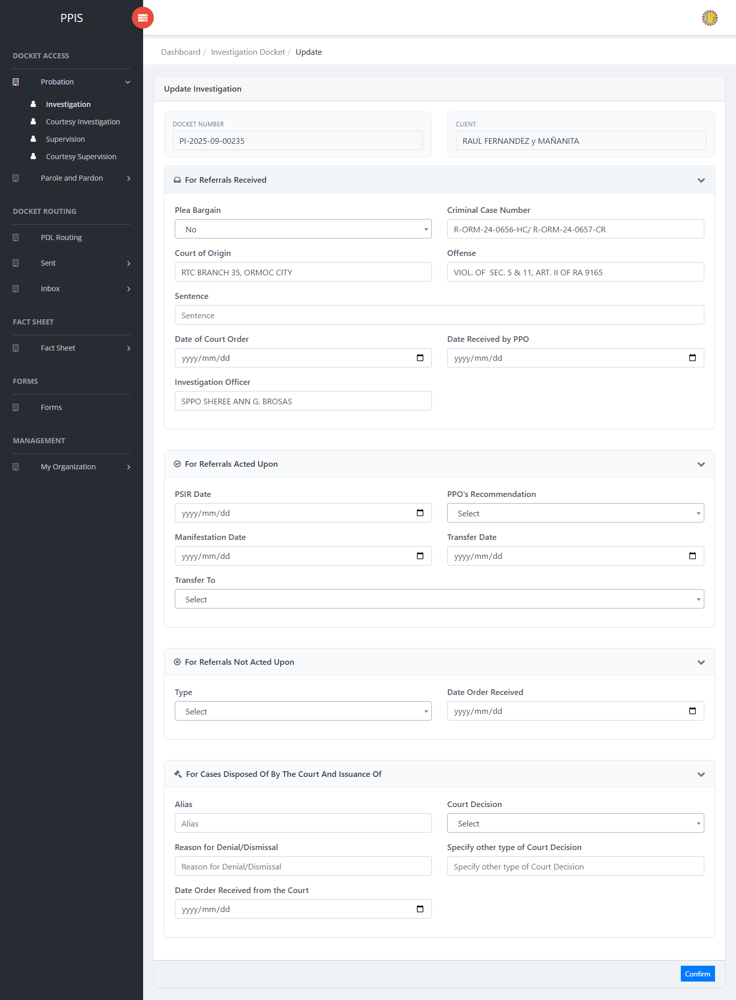 PPIS
DOCKET ACCESS
Probation
Investigation
Courtesy Investigation
Supervision
Courtesy Supervision
Parole and Pardon
DOCKET ROUTING
PDL Routing
Sent
Inbox
FACT SHEET
Fact Sheet
FORMS
Forms
MANAGEMENT
My Organization
Dashboard / Investigation Docket / Update
Update Investigation
DOCKET NUMBER
PI-2025-09-00235
CLIENT
RAUL FERNANDEZ y MAÑANITA
For Referrals Received
Plea Bargain
No
Criminal Case Number
R-ORM-24-0656-HC/ R-ORM-24-0657-CR
Court of Origin
RTC BRANCH 35, ORMOC CITY
Offense
VIOL. OF  SEC. 5 & 11, ART. II OF RA 9165
Sentence
Sentence
Date of Court Order
yyyy/mm/dd
Date Received by PPO
yyyy/mm/dd
Investigation Officer
SPPO SHEREE ANN G. BROSAS
For Referrals Acted Upon
PSIR Date
yyyy/mm/dd
PPO's Recommendation
Select
Manifestation Date
yyyy/mm/dd
Transfer Date
yyyy/mm/dd
Transfer To
Select
For Referrals Not Acted Upon
Type
Select
Date Order Received
yyyy/mm/dd
For Cases Disposed Of By The Court And Issuance Of
Alias
Alias
Court Decision
Select
Reason for Denial/Dismissal
Reason for Denial/Dismissal
Specify other type of Court Decision
Specify other type of Court Decision
Date Order Received from the Court
yyyy/mm/dd
Confirm